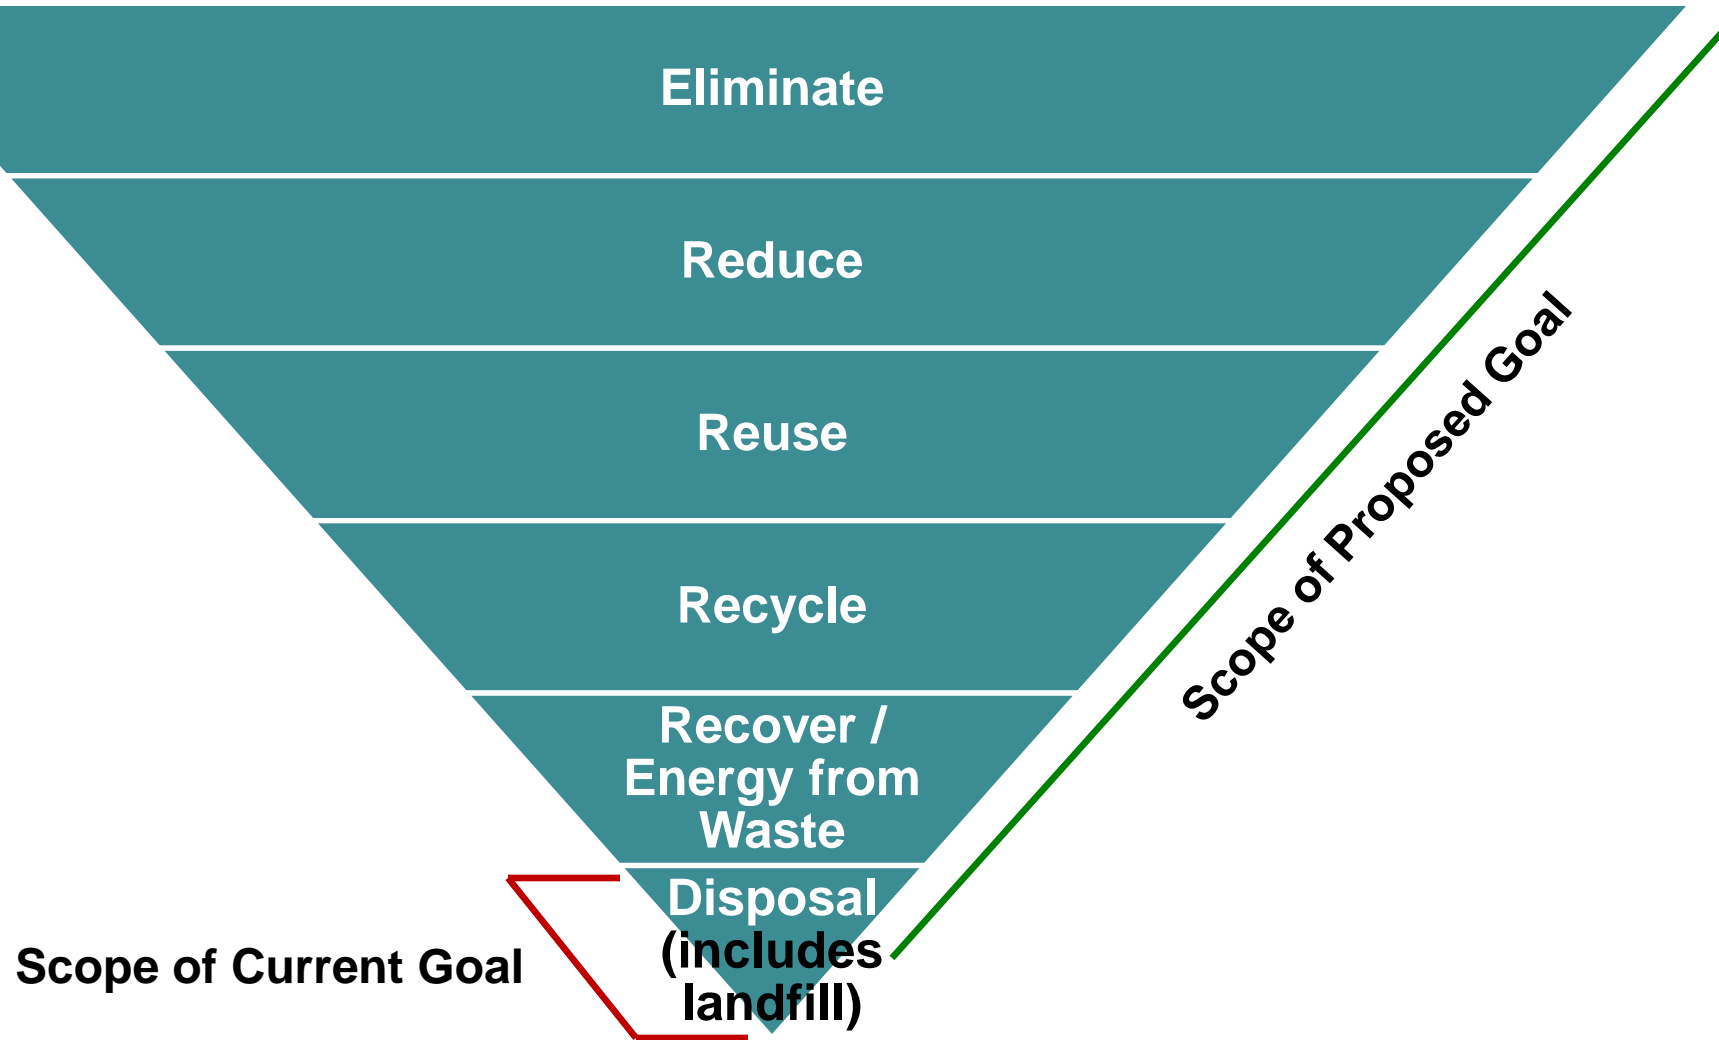 Eliminate
Reduce
Reuse
Recycle
Recover /
Energy from
Waste
Disposal
(includes
landfill)
Scope of Current Goal
Scope of Proposed Goal